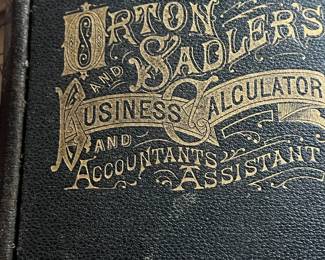 ORTON
AND SADLER'S
BUSINESS CALCULATOR
AND
ACCOUNTANTS ASSISTANT